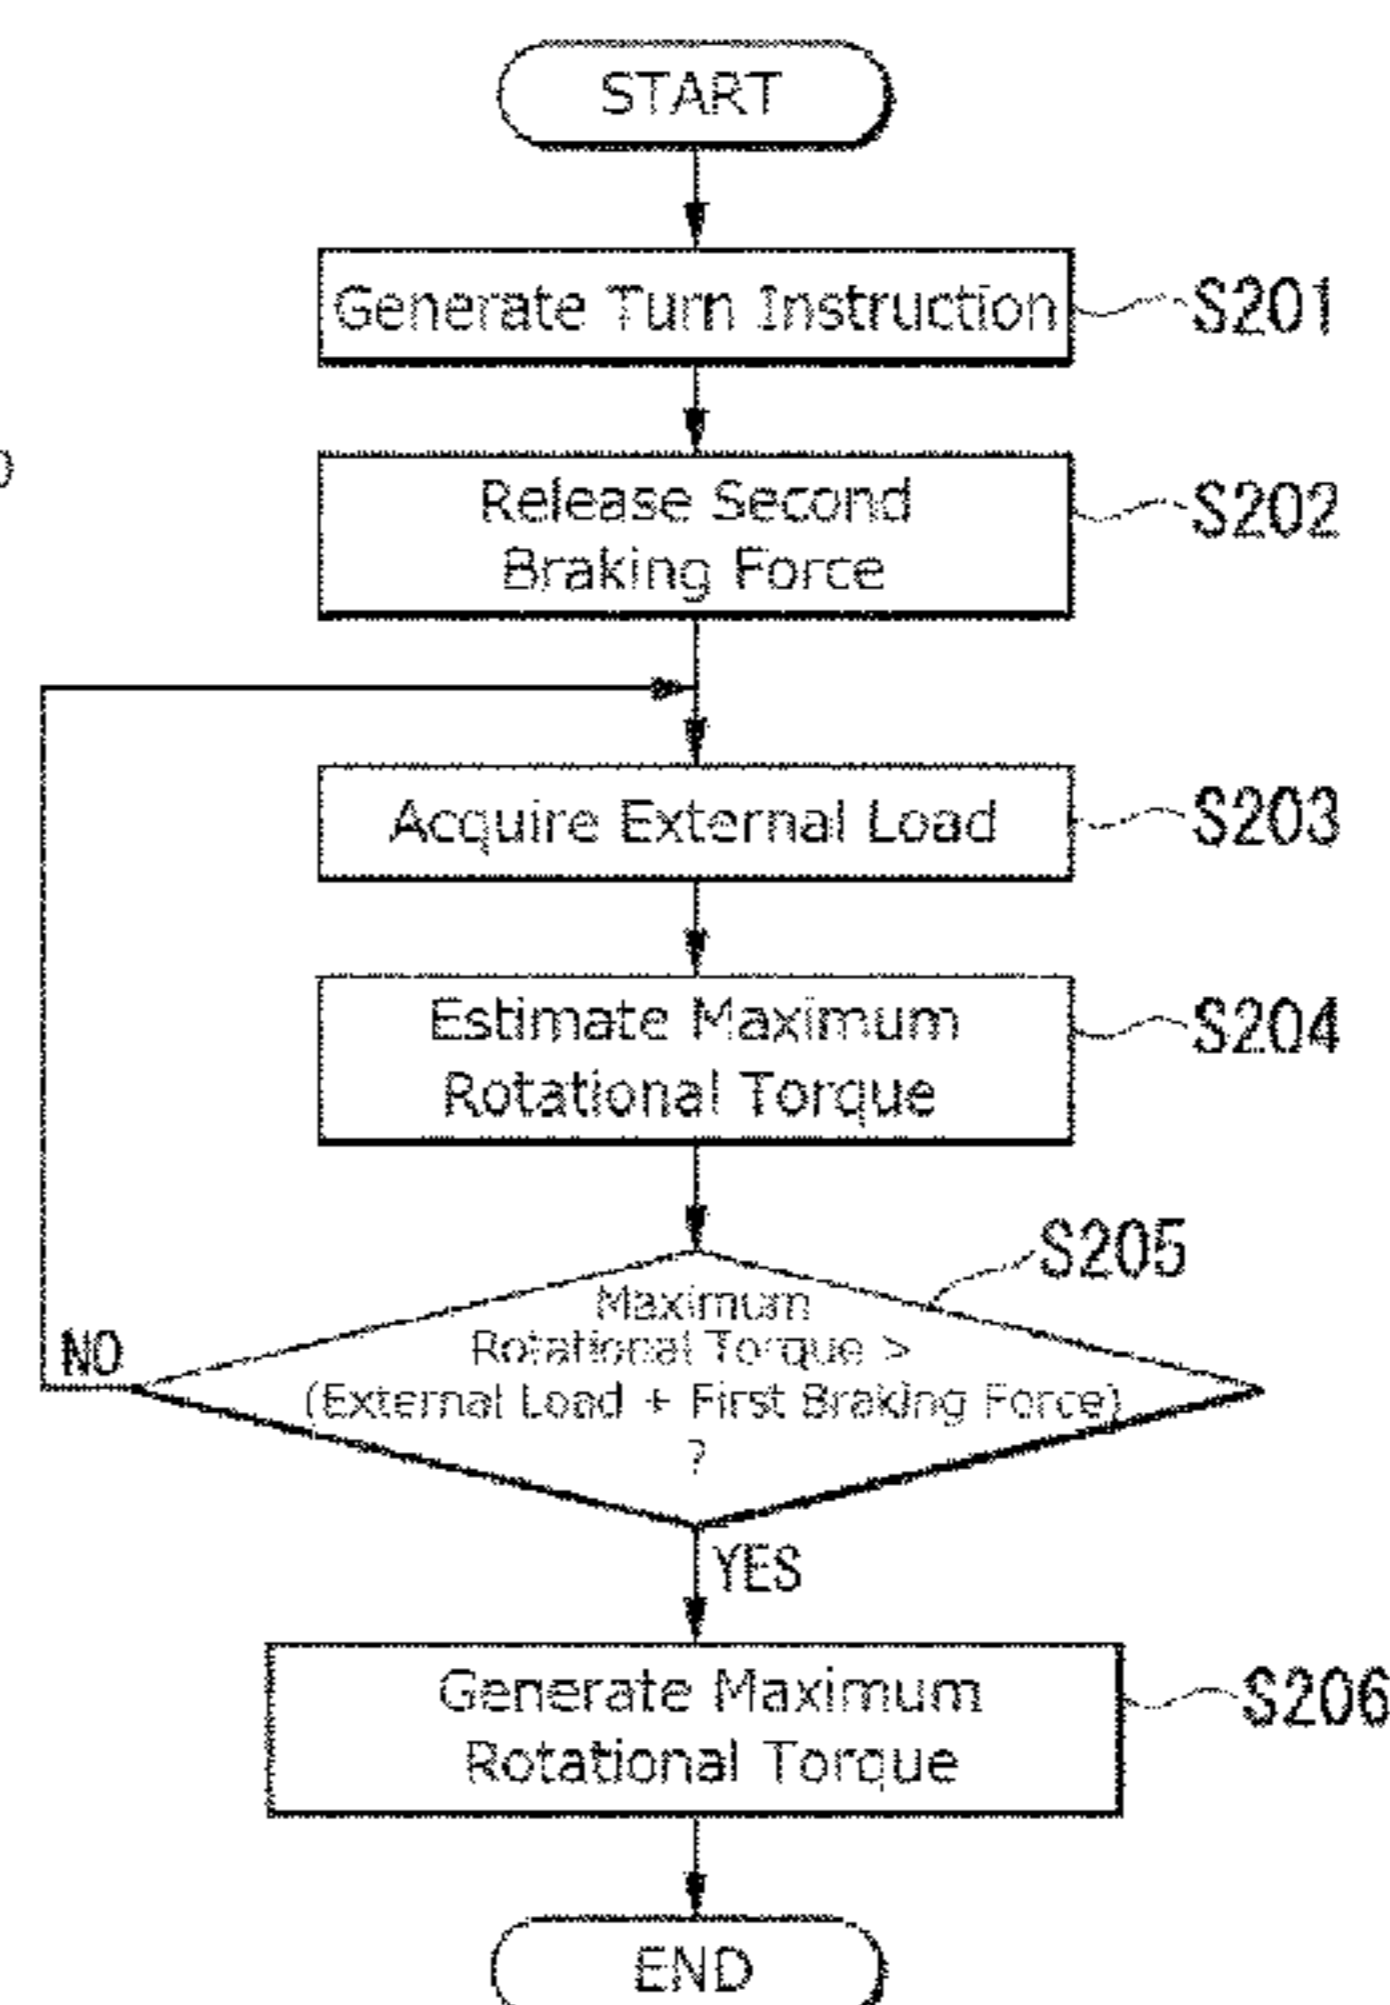 START
Generate Turn Instruction
S201
Release Second
Braking Force
S202
Acquire External Load
S203
Estimate Maximum
Rotational Torque
S204
S205
Maximum
Rotational Torque >
(External Load + First Braking Force)
?
NO
YES
Generate Maximum
Rotational Torque
S206
END